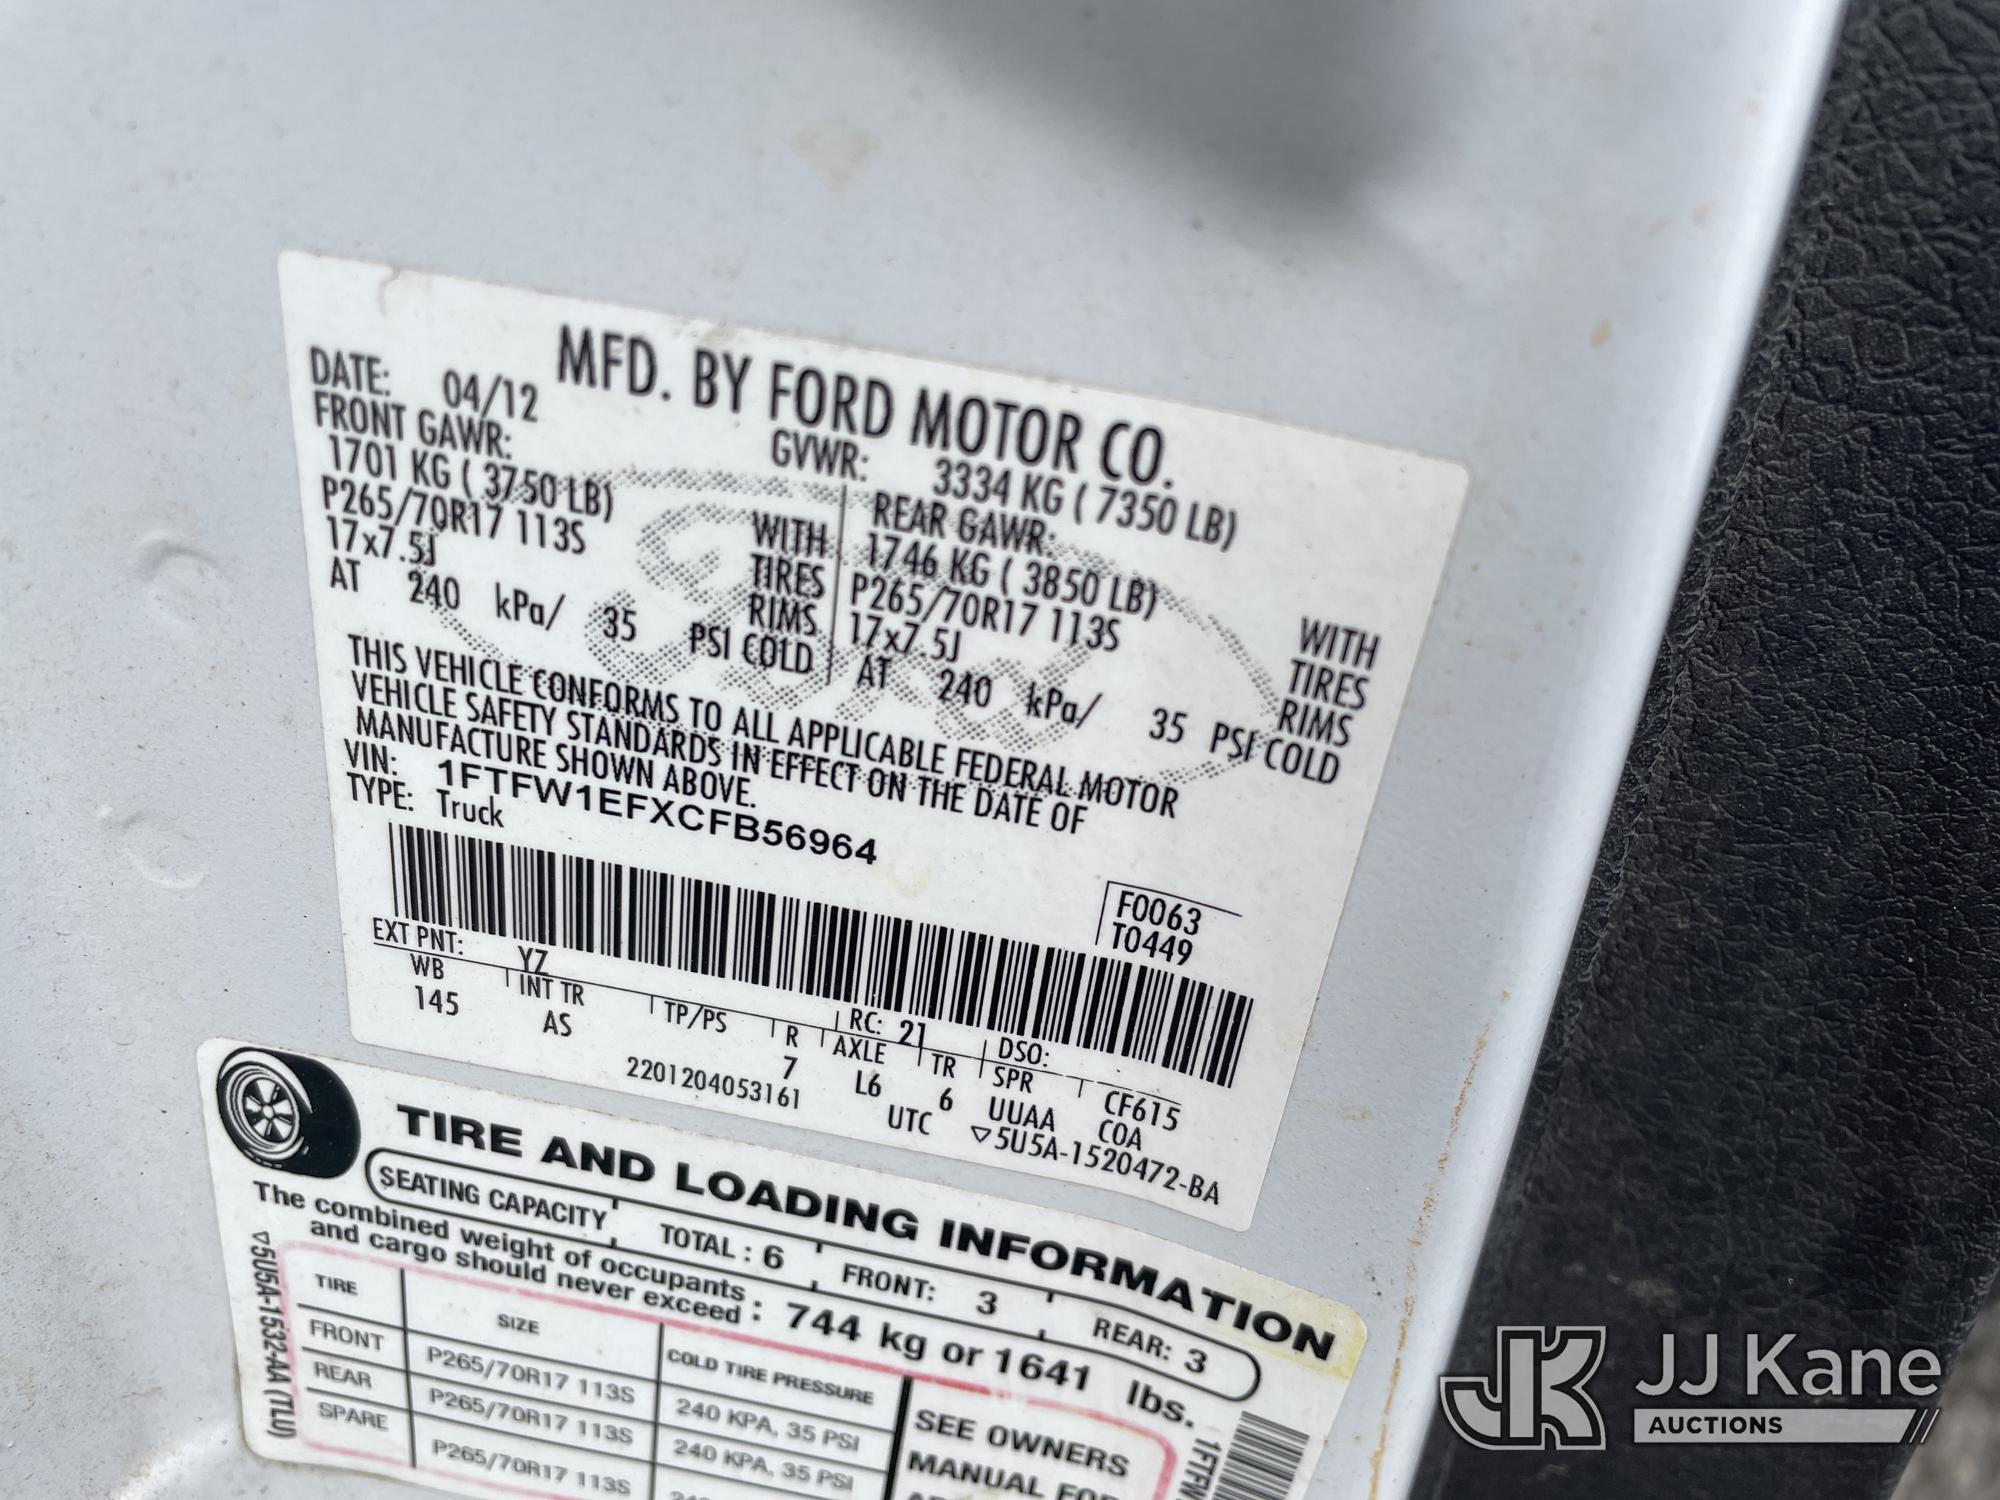 MFD. BY FORD MOTOR CO.
DATE: 04/12 GVWR: 3334 KG ( 7350 LB)
FRONT GAWR: REAR GAWR:
1701 KG ( 3750 LB) WITH 1746 KG ( 3850 LB) WITH
P265/70R17 113S TIRES P265/70R17 113S TIRES
17x7.5J RIMS 17x7.5J RIMS
AT 240 kPa/ 35 PSI COLD AT 240 kPa/ 35 PSI COLD
THIS VEHICLE CONFORMS TO ALL APPLICABLE FEDERAL MOTOR
VEHICLE SAFETY STANDARDS IN EFFECT ON THE DATE OF
MANUFACTURE SHOWN ABOVE.
VIN: 1FTFW1EFXCFB56964
TYPE: Truck
F0063
T0449
EXT PNT: YZ RC: 21 DSO:
WB INT TR TP/PS R AXLE TR SPR CF615
145 AS 7 L6 6 UUAA COA
2201204053161 UTC ▽5U5A-1520472-BA
TIRE AND LOADING INFORMATION
SEATING CAPACITY TOTAL : 6 FRONT: 3 REAR: 3
The combined weight of occupants
and cargo should never exceed : 744 kg or 1641 lbs.
TIRE SIZE COLD TIRE PRESSURE
FRONT P265/70R17 113S 240 KPA, 35 PSI
REAR P265/70R17 113S 240 KPA, 35 PSI
SPARE P265/70R17 113S
SEE OWNERS
MANUAL FOR
▽5U5A-1532-AA (TLU)
1FTFW
Ford
JJ Kane
AUCTIONS